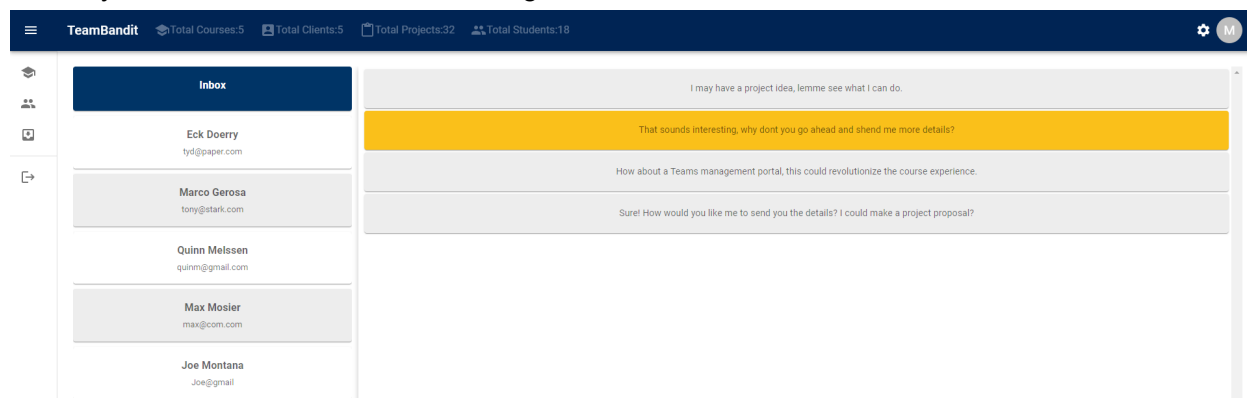 TeamBandit Total Courses:5 Total Clients:5 Total Projects:32 Total Students:18 M
Inbox
Eck Doerry
tyd@paper.com
Marco Gerosa
tony@stark.com
Quinn Melssen
quinm@gmail.com
Max Mosier
max@com.com
Joe Montana
Joe@gmail
I may have a project idea, lemme see what I can do.
That sounds interesting, why dont you go ahead and shend me more details?
How about a Teams management portal, this could revolutionize the course experience.
Sure! How would you like me to send you the details? I could make a project proposal?